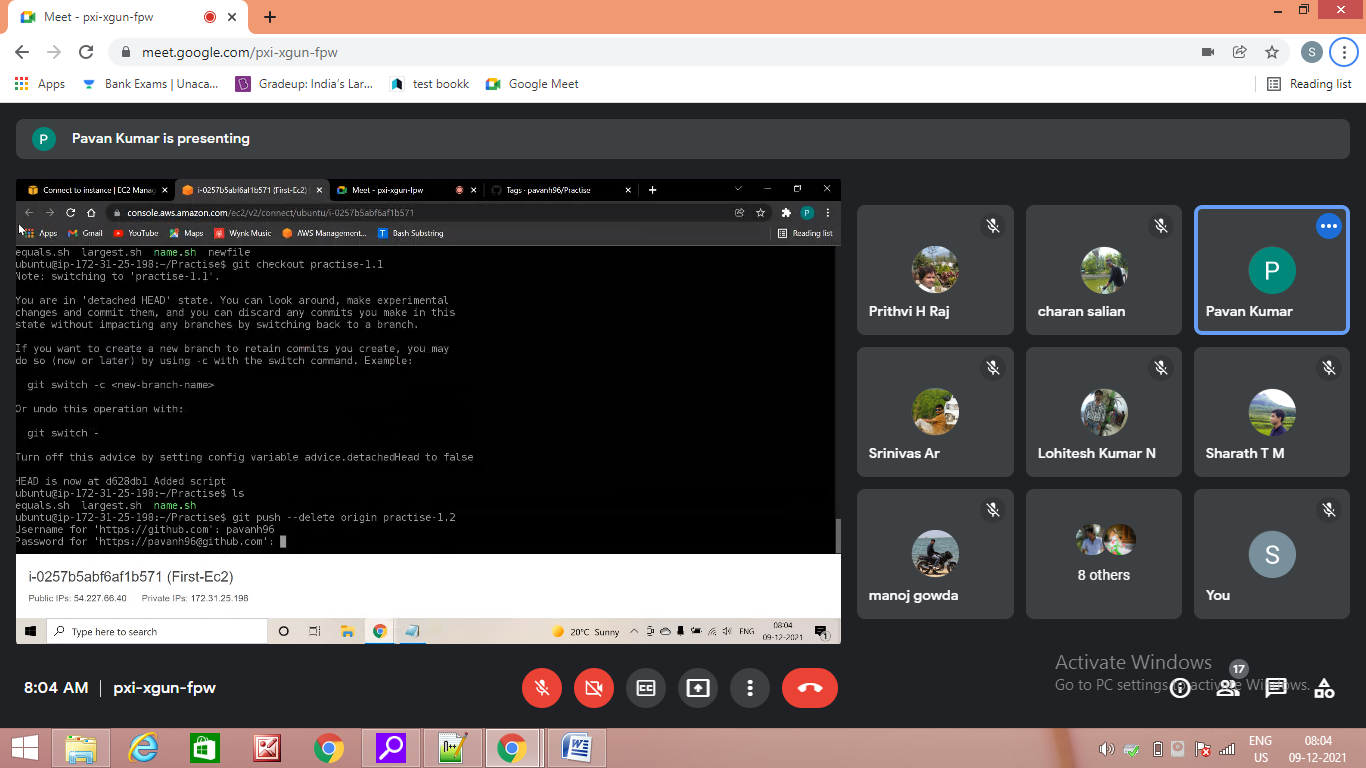 Meet - pxi-xgun-fpw
meet.google.com/pxi-xgun-fpw
S
Apps
Bank Exams | Unaca...
Gradeup: India's Lar...
test bookk
Google Meet
Reading list
P
Pavan Kumar is presenting
Connect to instance | EC2 Manag
i-0257b5abf6af1b571 (First-Ec2)
Meet - pxi-xgun-fpw
Tags · pavanh96/Practise
console.aws.amazon.com/ec2/v2/connect/ubuntu/i-0257b5abf6af1b571
P
Apps
Gmail
YouTube
Maps
Wynk Music
AWS Management...
T
Bash Substring
Reading list
equals.sh largest.sh name.sh newfile
ubuntu@ip-172-31-25-198:~/Practise$ git checkout practise-1.1
Note: switching to 'practise-1.1'.
You are in 'detached HEAD' state. You can look around, make experimental
changes and commit them, and you can discard any commits you make in this
state without impacting any branches by switching back to a branch.
If you want to create a new branch to retain commits you create, you may
do so (now or later) by using -c with the switch command. Example:
git switch -c <new-branch-name>
Or undo this operation with:
git switch -
Turn off this advice by setting config variable advice.detachedHead to false
HEAD is now at d628db1 Added script
ubuntu@ip-172-31-25-198:~/Practise$ ls
equals.sh largest.sh name.sh
ubuntu@ip-172-31-25-198:~/Practise$ git push --delete origin practise-1.2
Username for 'https://github.com': pavanh96
Password for 'https://pavanh96@github.com':
i-0257b5abf6af1b571 (First-Ec2)
Public IPs: 54.227.66.40 Private IPs: 172.31.25.198
Type here to search
20°C Sunny
ENG
08:04
09-12-2021
1
Prithvi H Raj
charan salian
P
Pavan Kumar
Srinivas Ar
Lohitesh Kumar N
Sharath T M
manoj gowda
8 others
S
You
8:04 AM
pxi-xgun-fpw
Activate Windows
Go to PC settings to activate Windows.
17
ENG
US
08:04
09-12-2021